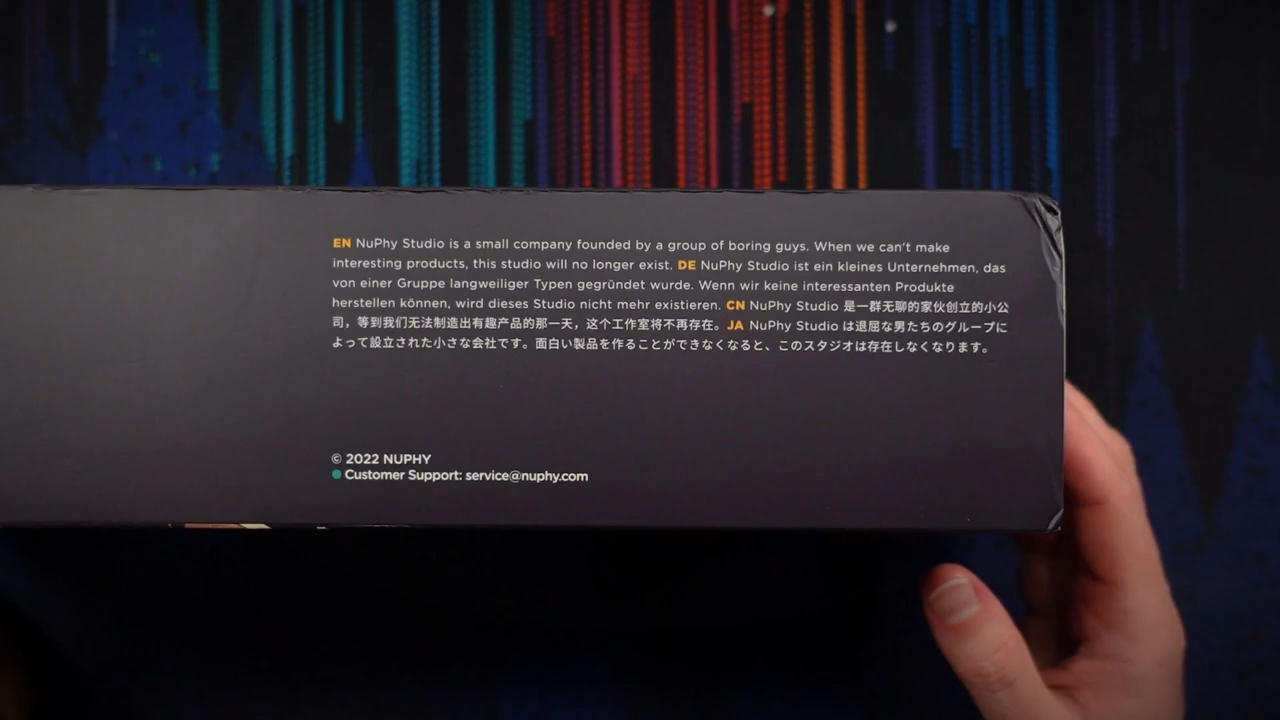 EN NuPhy Studio is a small company founded by a group of boring guys. When we can't make
interesting products, this studio will no longer exist. DE NuPhy Studio ist ein kleines Unternehmen, das
von einer Gruppe langweiliger Typen gegründet wurde. Wenn wir keine interessanten Produkte
herstellen können, wird dieses Studio nicht mehr existieren. CN NuPhy Studio 是一群无聊的家伙创立的小公
司，等到我们无法制造出有趣产品的那一天，这个工作室将不再存在。JA NuPhy Studio は退屈な男たちのグループに
よって設立された小さな会社です。面白い製品を作ることができなくなると、このスタジオは存在しなくなります。
© 2022 NUPHY
Customer Support: service@nuphy.com